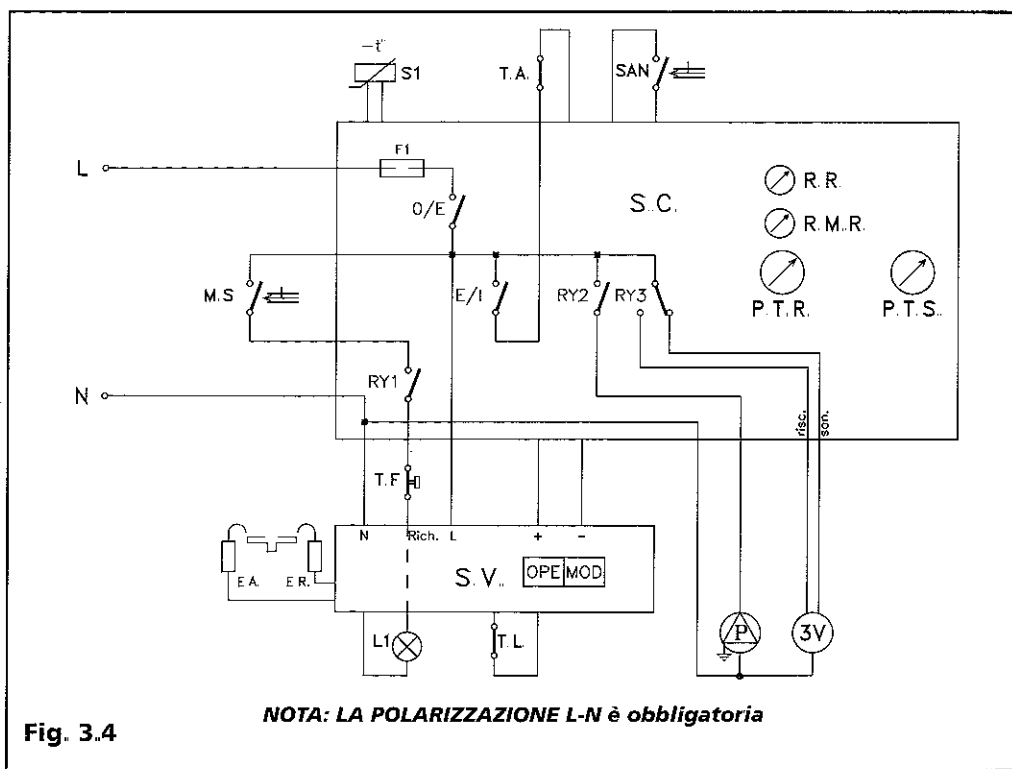 -t°
S1
T.A.
SAN
F1
L
O/E
S.C.
R.R.
R.M.R.
M.S
E/I
RY2
RY3
P.T.R.
P.T.S.
RY1
N
risc.
san.
T.F
N
Rich.
L
+
-
E.A.
E.R.
S.V.
OPE
MOD
L1
T.L.
P
3V
NOTA: LA POLARIZZAZIONE L-N è obbligatoria
Fig. 3.4